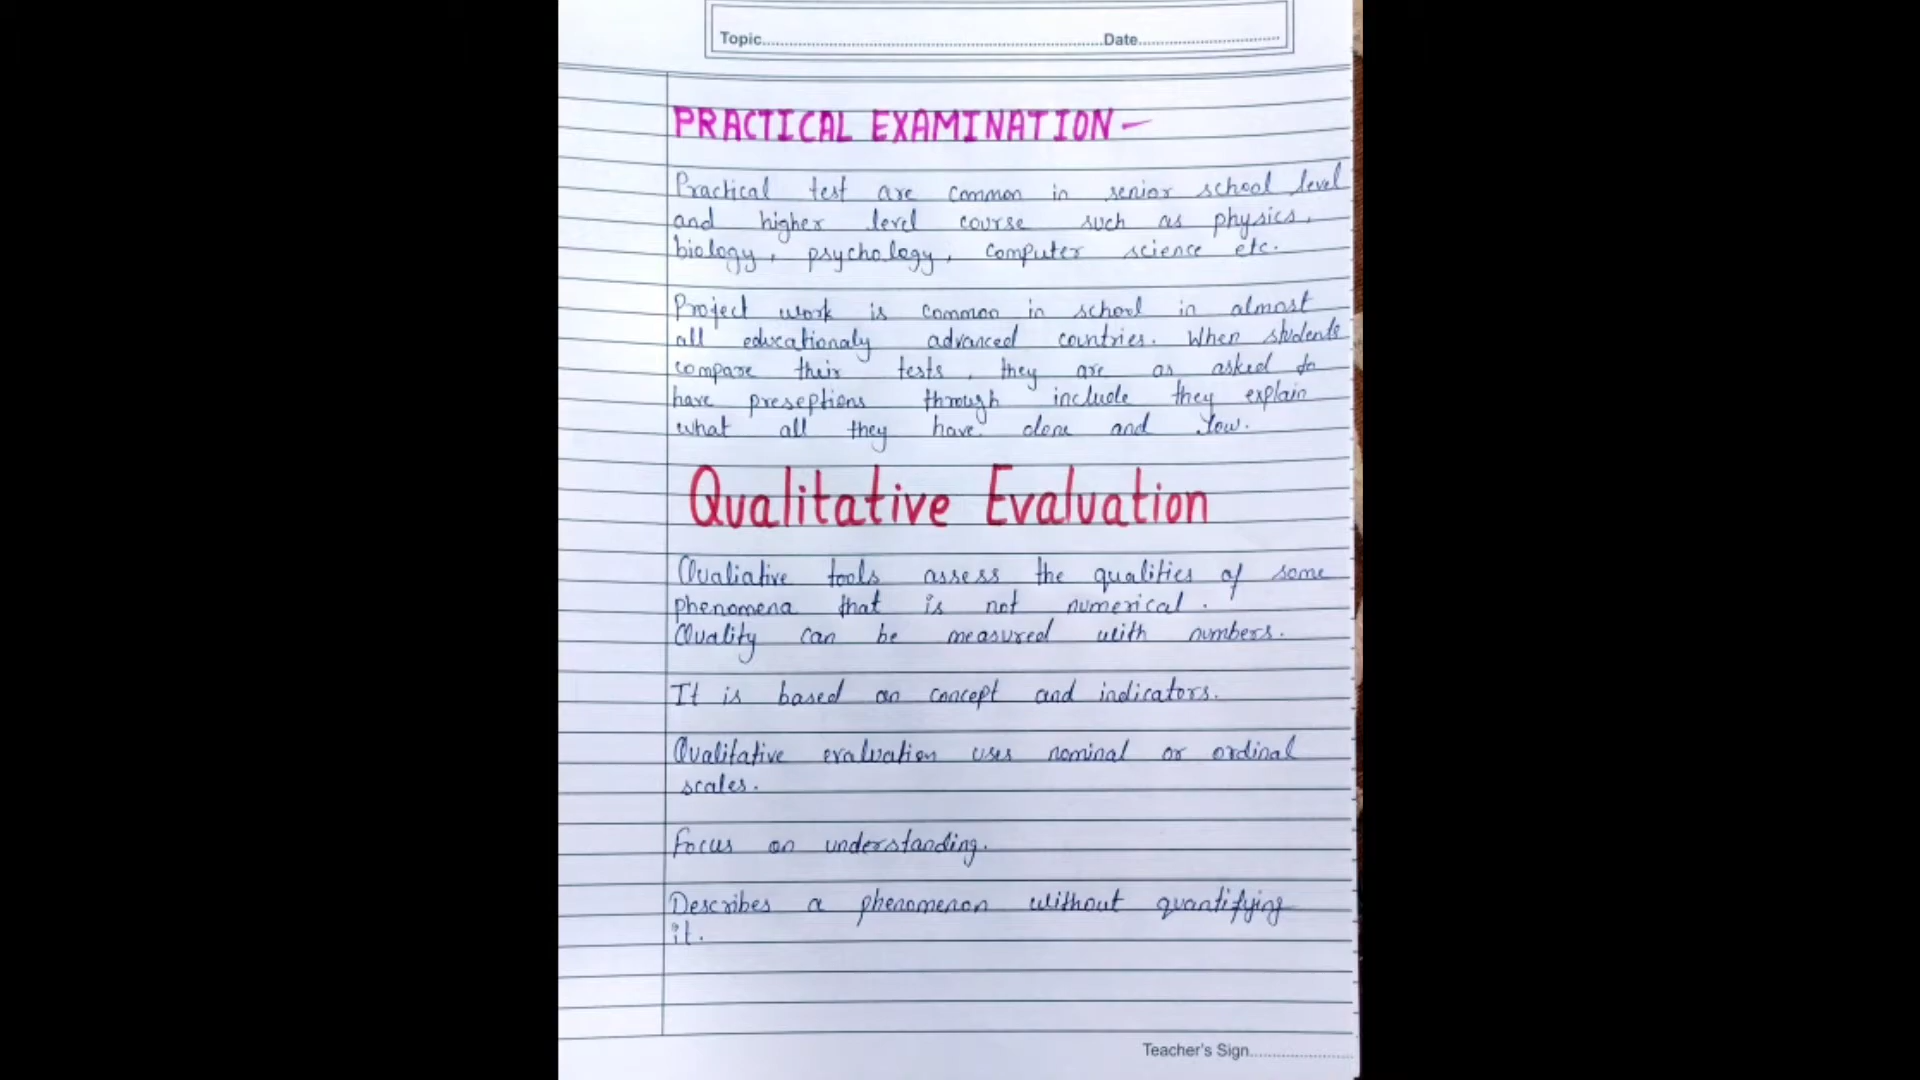 Topic Date
PRACTICAL EXAMINATION -
Practical test are common in senior school level
and higher level course such as physics,
biology, psychology, computer science etc.
Project work is common in school in almost
all educationaly advanced countries. When students
compare their tests, they are as asked to
have preseptions through include they explain
what all they have done and
Qualitative Evaluation
Qualiative tools assess the qualities of some
phenomena that is not numerical.
Quality can be measured with numbers.
It is based on concept and indicators.
Qualitative evaluation uses nominal or ordinal
scales.
Focus on understanding.
Describes a phenomenon without quantifying
it.
Teacher's Sign